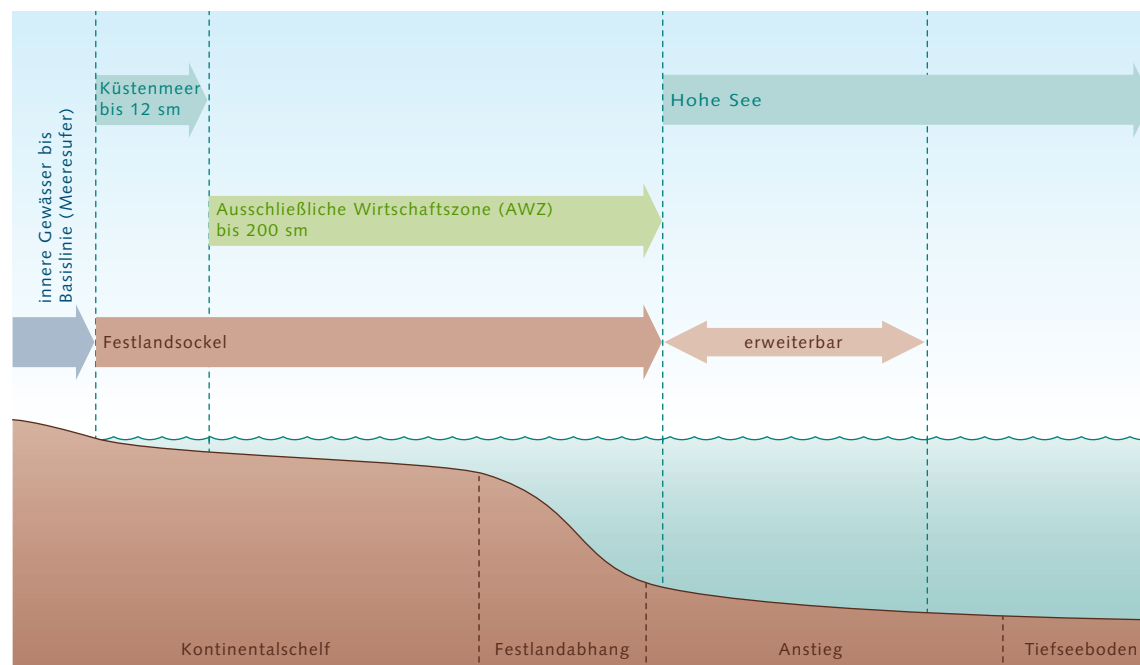 innere Gewässer bis
Basislinie (Meeresufer)
Küstenmeer
bis 12 sm
Hohe See
Ausschließliche Wirtschaftszone (AWZ)
bis 200 sm
Festlandsockel
erweiterbar
Kontinentalschelf
Festlandabhang
Anstieg
Tiefseeboden